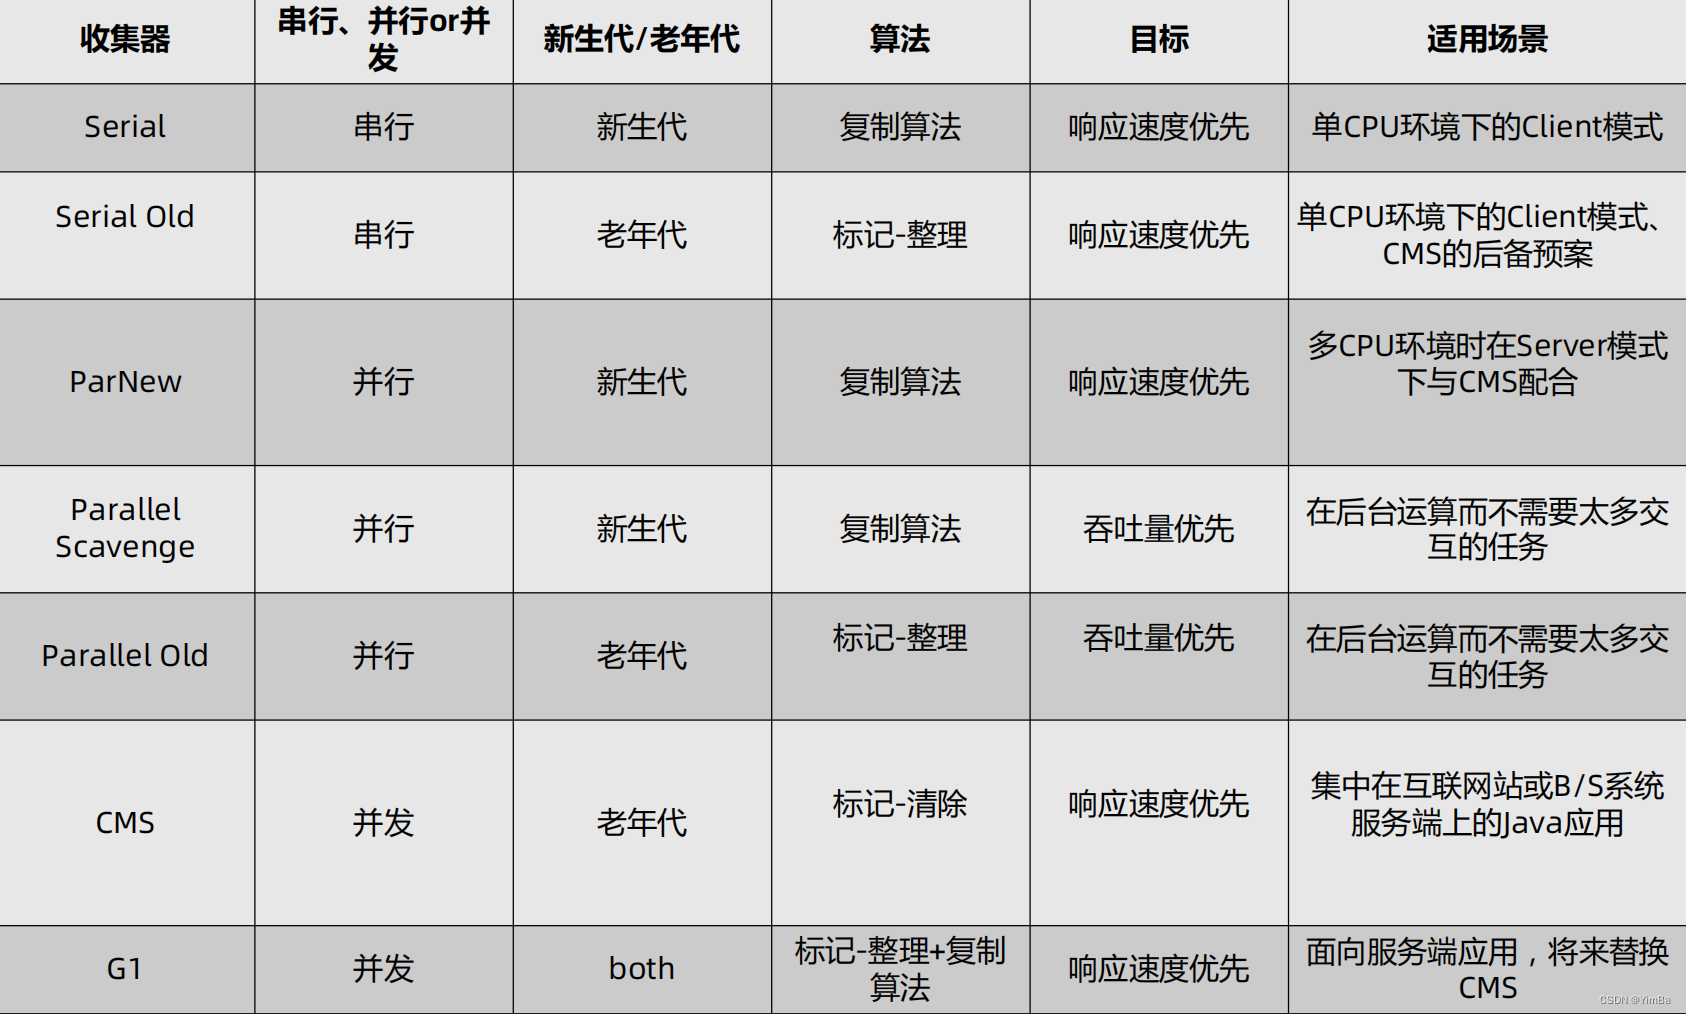 收集器
串行、并行or并
发
新生代/老年代
算法
目标
适用场景
Serial
串行
新生代
复制算法
响应速度优先
单CPU环境下的Client模式
Serial Old
串行
老年代
标记-整理
响应速度优先
单CPU环境下的Client模式、
CMS的后备预案
ParNew
并行
新生代
复制算法
响应速度优先
多CPU环境时在Server模式
下与CMS配合
Parallel
Scavenge
并行
新生代
复制算法
吞吐量优先
在后台运算而不需要太多交
互的任务
Parallel Old
并行
老年代
标记-整理
吞吐量优先
在后台运算而不需要太多交
互的任务
CMS
并发
老年代
标记-清除
响应速度优先
集中在互联网站或B/S系统
服务端上的Java应用
G1
并发
both
标记-整理+复制
算法
响应速度优先
面向服务端应用，将来替换
CMS
CSDN @YimBa